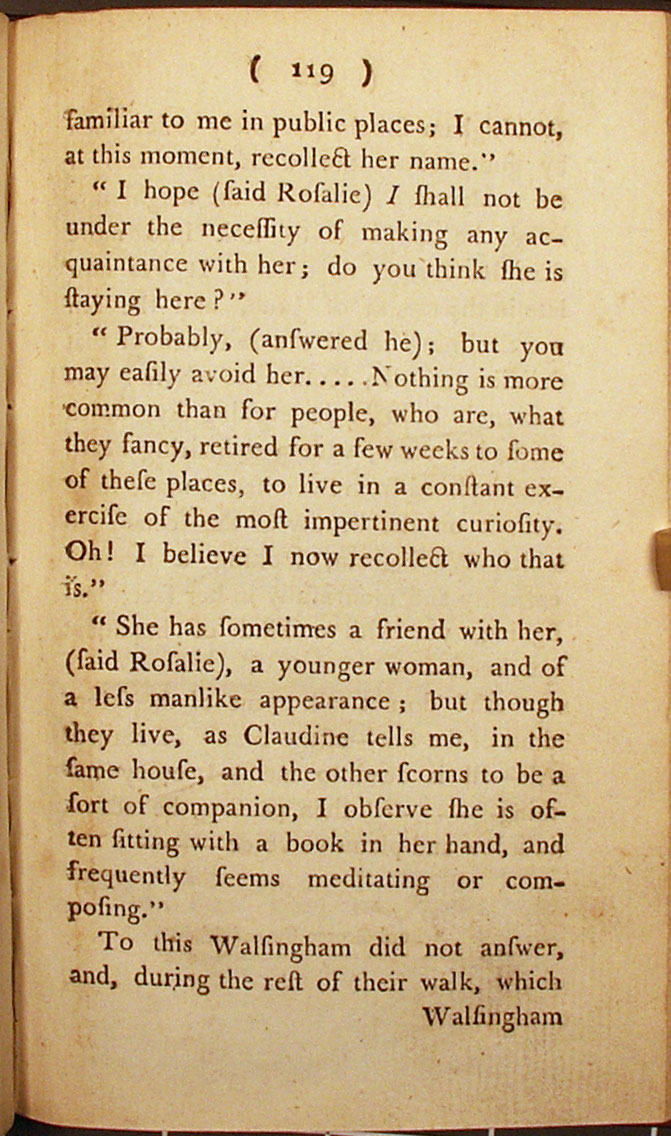 ( 119 )
familiar to me in public places; I cannot,
at this moment, recollect her name."
" I hope (ſaid Roſalie) I ſhall not be
under the neceſſity of making any ac-
quaintance with her; do you think ſhe is
ſtaying here?"
" Probably, (anſwered he); but you
may eaſily avoid her.....Nothing is more
common than for people, who are, what
they fancy, retired for a few weeks to ſome
of theſe places, to live in a conſtant ex-
erciſe of the moſt impertinent curioſity.
Oh! I believe I now recollect who that
is."
" She has ſometimes a friend with her,
(ſaid Roſalie), a younger woman, and of
a leſs manlike appearance; but though
they live, as Claudine tells me, in the
ſame houſe, and the other ſcorns to be a
ſort of companion, I obſerve ſhe is of-
ten ſitting with a book in her hand, and
frequently ſeems meditating or com-
poſing."
To this Walſingham did not anſwer,
and, during the reſt of their walk, which
Walſingham